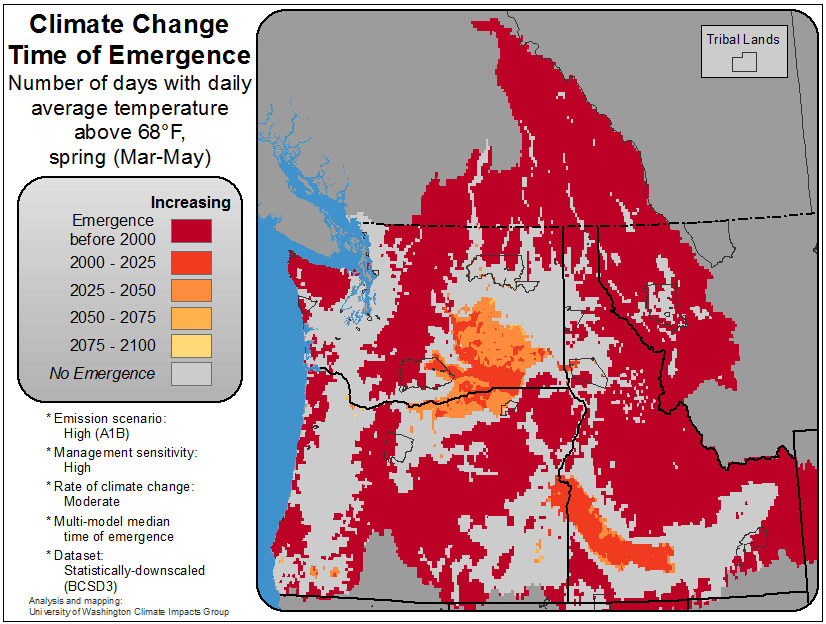 Climate Change
Time of Emergence
Number of days with daily
average temperature
above 68°F,
spring (Mar-May)
Increasing
Emergence
before 2000
2000 - 2025
2025 - 2050
2050 - 2075
2075 - 2100
No Emergence
* Emission scenario:
High (A1B)
* Management sensitivity:
High
* Rate of climate change:
Moderate
* Multi-model median
time of emergence
* Dataset:
Statistically-downscaled
(BCSD3)
Analysis and mapping:
University of Washington Climate Impacts Group
Tribal Lands